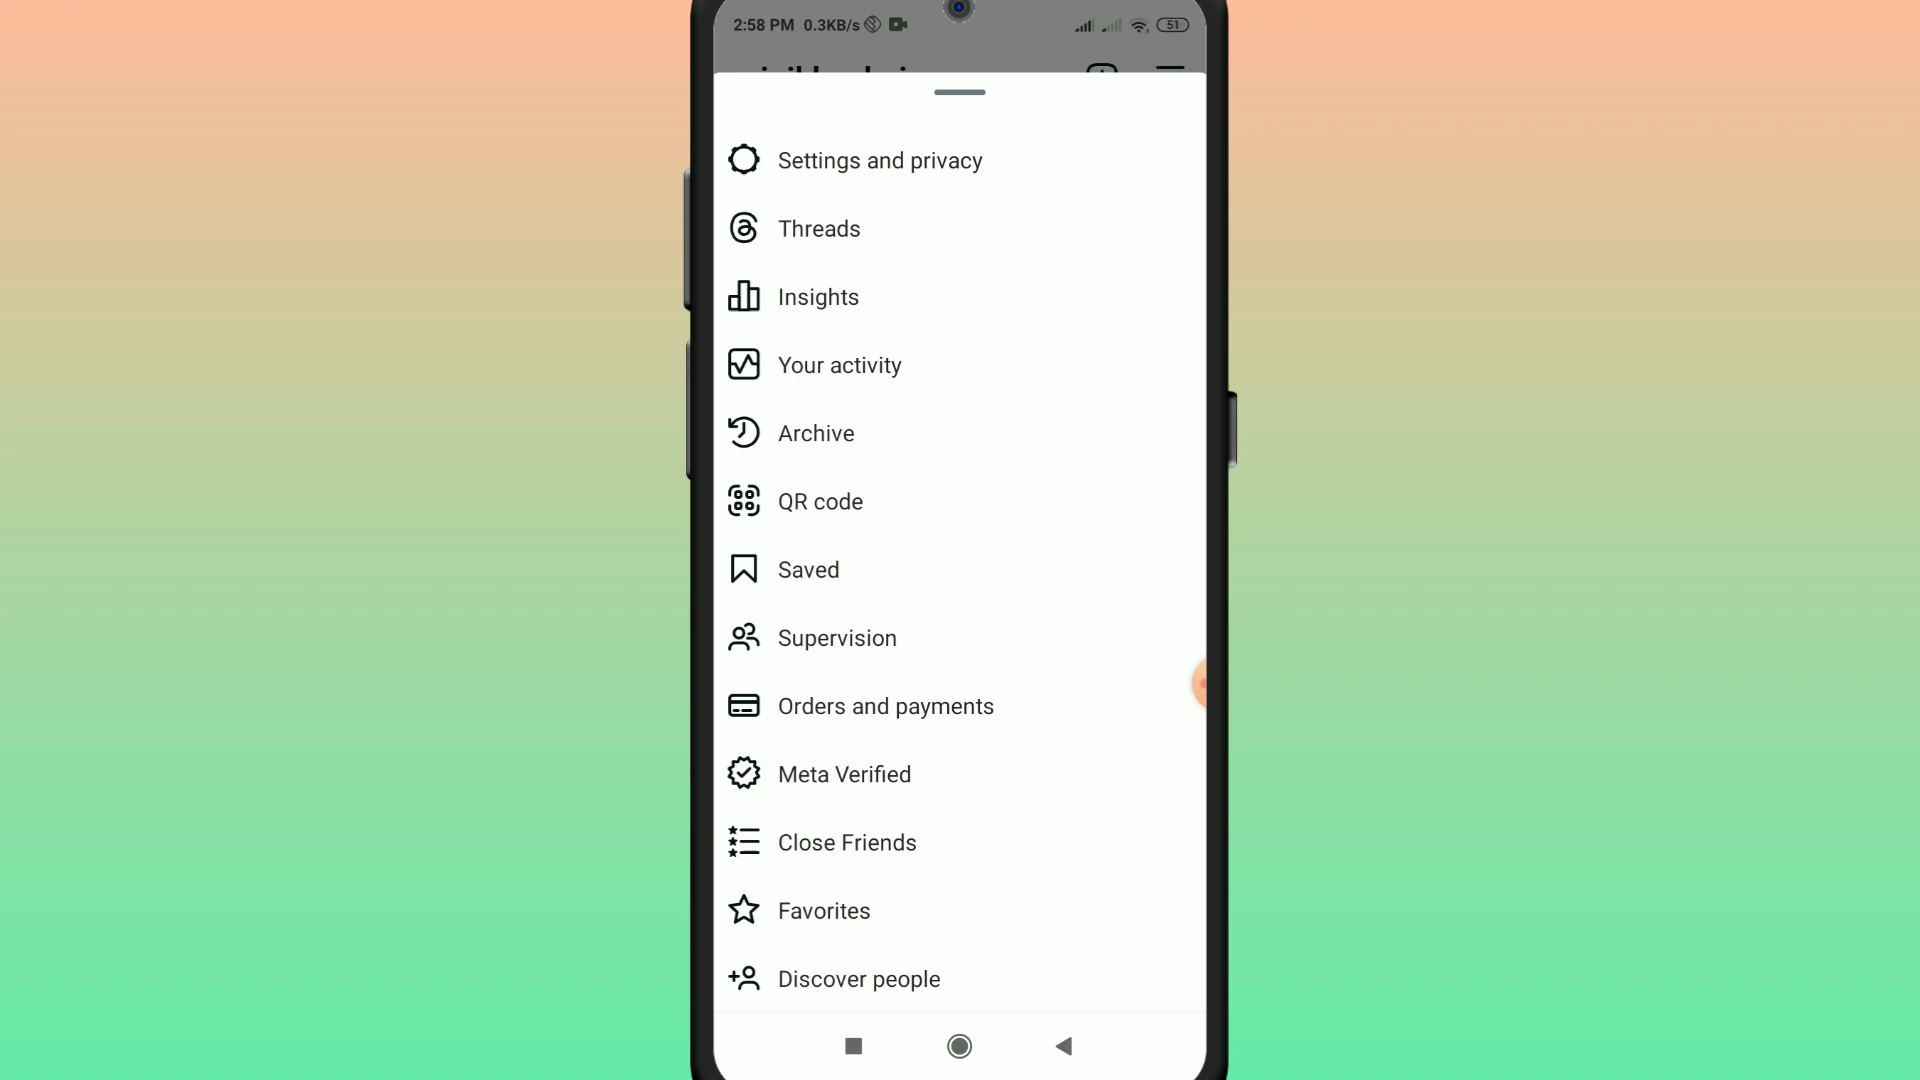 2:58 PM 0.3KB/s 51
Settings and privacy
Threads
Insights
Your activity
Archive
QR code
Saved
Supervision
Orders and payments
Meta Verified
Close Friends
Favorites
Discover people